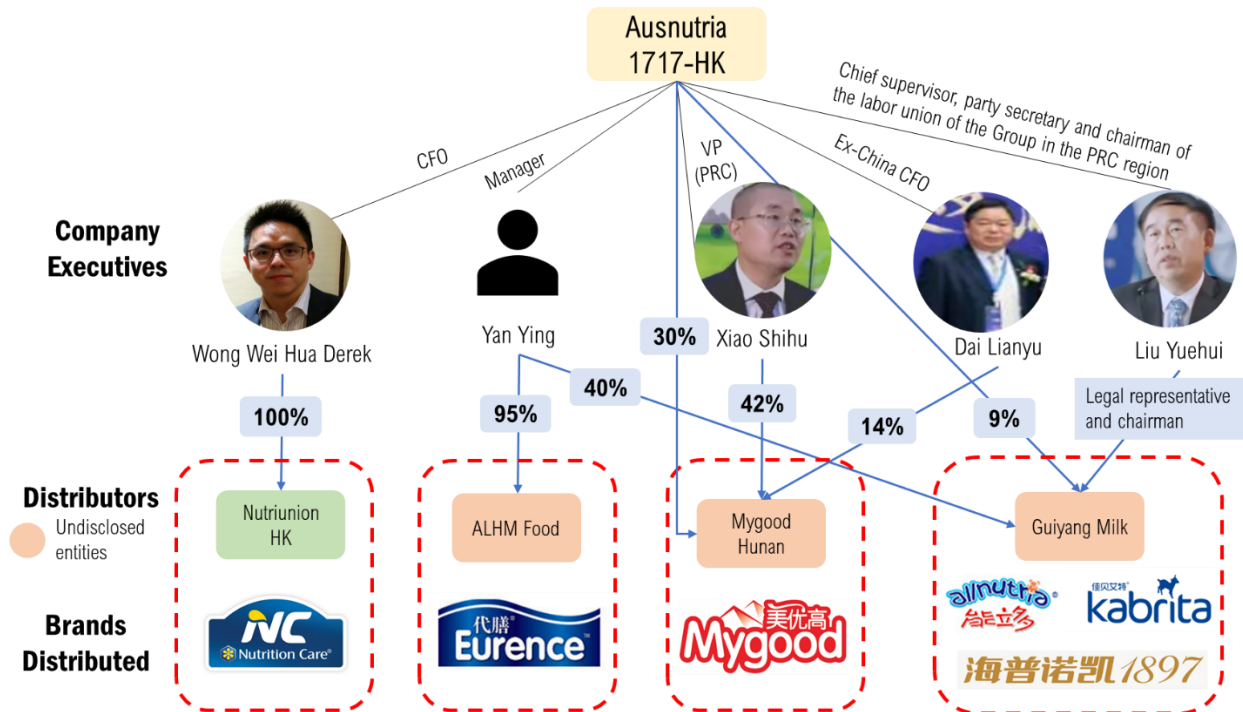 Ausnutria
1717-HK
CFO
Manager
VP
(PRC)
Ex-China CFO
Chief supervisor, party secretary and chairman of
the labor union of the Group in the PRC region
Company
Executives
Wong Wei Hua Derek
Yan Ying
Xiao Shihu
Dai Lianyu
Liu Yuehui
100%
95%
40%
30%
42%
14%
9%
Legal representative
and chairman
Distributors
Undisclosed
entities
Nutriunion
HK
ALHM Food
Mygood
Hunan
Guiyang Milk
Brands
Distributed
NC
Nutrition Care®
代膳®
Eurence™
美优高
Mygood
allnutria®
能立多
佳贝艾特®
kabrita
海普诺凯1897